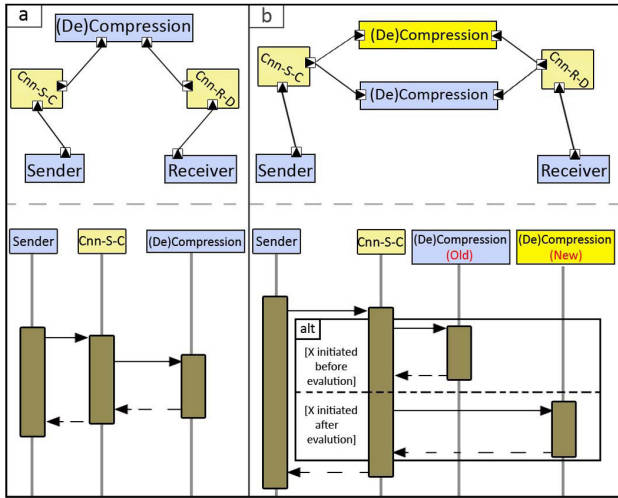 a
(De)Compression
Cnn-S-C
Cnn-R-D
Sender
Receiver
Sender
Cnn-S-C
(De)Compression
b
(De)Compression
Cnn-S-C
(De)Compression
Cnn-R-D
Sender
Receiver
Sender
Cnn-S-C
(De)Compression
(Old)
(De)Compression
(New)
alt
[X initiated
before
evalution]
[X initiated
after
evalution]